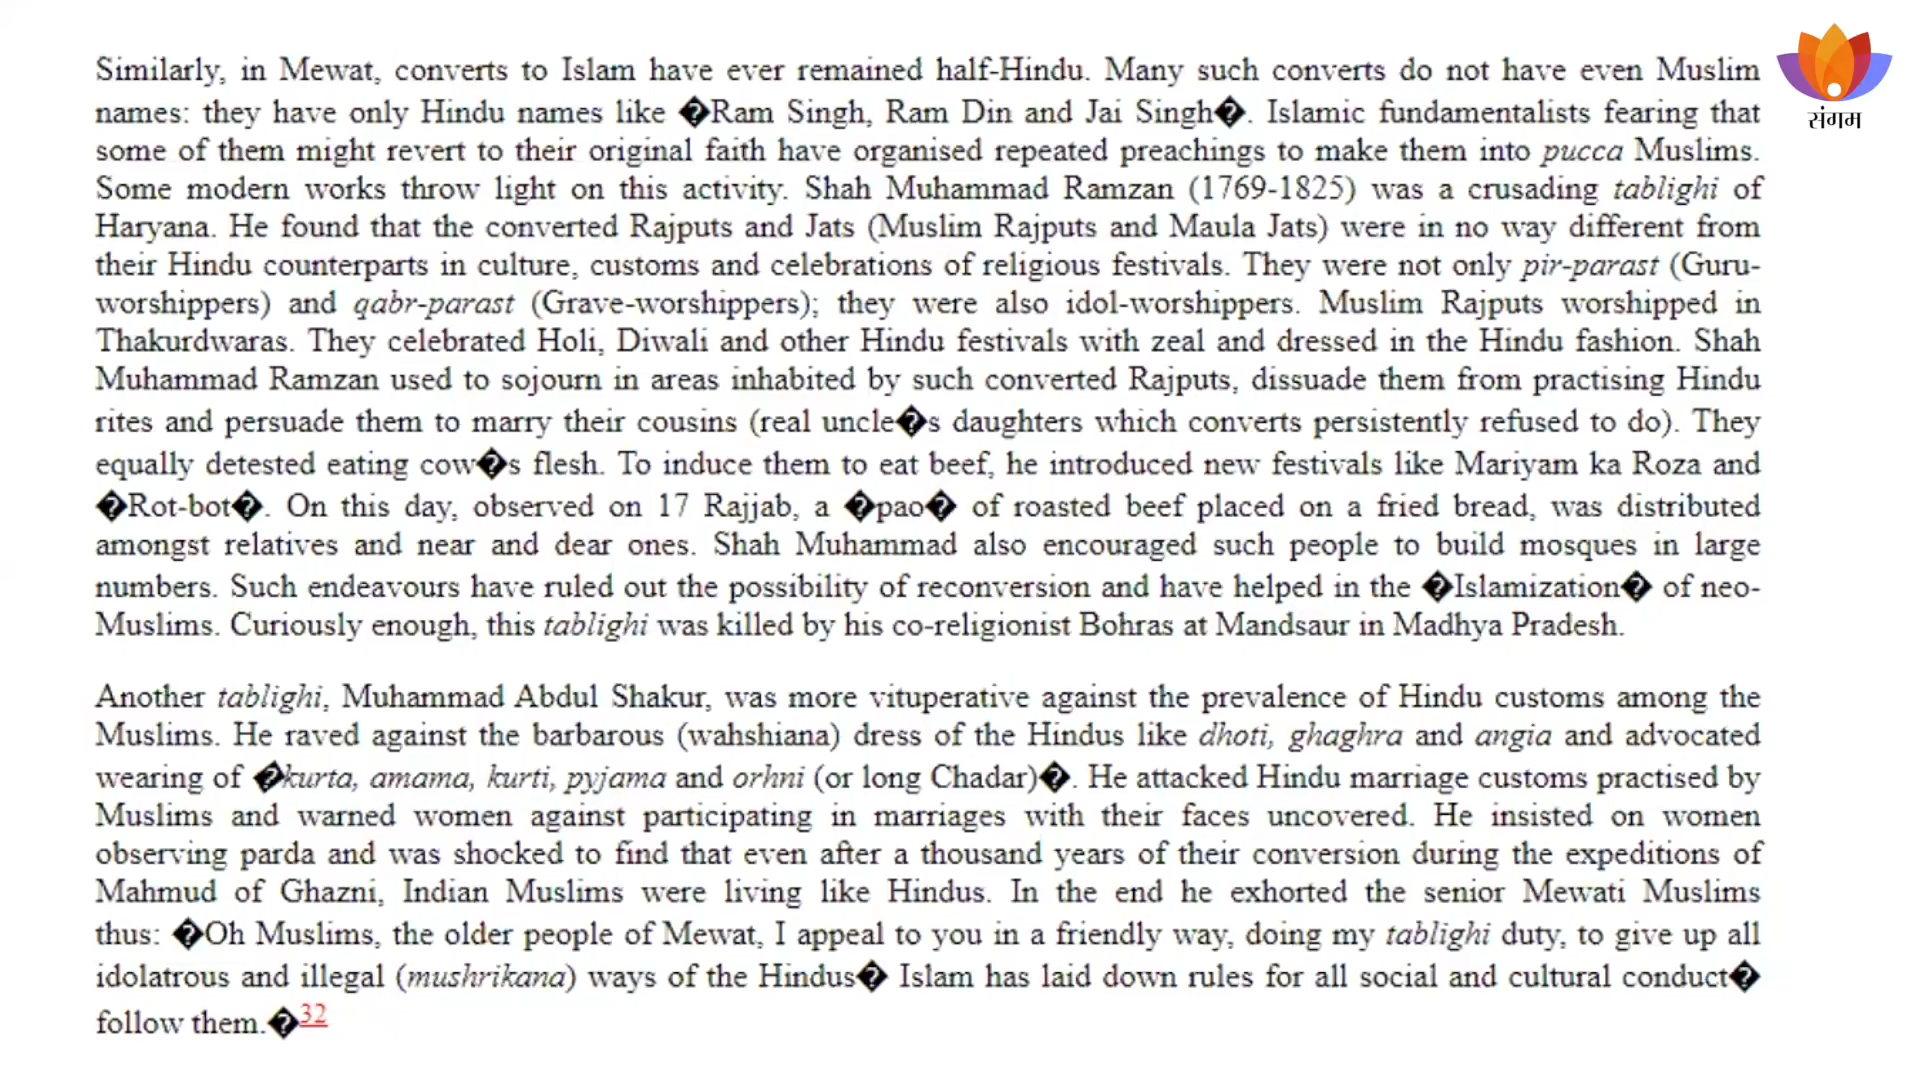 Similarly, in Mewat, converts to Islam have ever remained half-Hindu. Many such converts do not have even Muslim
names: they have only Hindu names like �Ram Singh, Ram Din and Jai Singh�. Islamic fundamentalists fearing that
some of them might revert to their original faith have organised repeated preachings to make them into pucca Muslims.
Some modern works throw light on this activity. Shah Muhammad Ramzan (1769-1825) was a crusading tablighi of
Haryana. He found that the converted Rajputs and Jats (Muslim Rajputs and Maula Jats) were in no way different from
their Hindu counterparts in culture, customs and celebrations of religious festivals. They were not only pir-parast (Guru-
worshippers) and qabr-parast (Grave-worshippers); they were also idol-worshippers. Muslim Rajputs worshipped in
Thakurdwaras. They celebrated Holi, Diwali and other Hindu festivals with zeal and dressed in the Hindu fashion. Shah
Muhammad Ramzan used to sojourn in areas inhabited by such converted Rajputs, dissuade them from practising Hindu
rites and persuade them to marry their cousins (real uncle�s daughters which converts persistently refused to do). They
equally detested eating cow�s flesh. To induce them to eat beef, he introduced new festivals like Mariyam ka Roza and
�Rot-bot�. On this day, observed on 17 Rajjab, a �pao� of roasted beef placed on a fried bread, was distributed
amongst relatives and near and dear ones. Shah Muhammad also encouraged such people to build mosques in large
numbers. Such endeavours have ruled out the possibility of reconversion and have helped in the �Islamization� of neo-
Muslims. Curiously enough, this tablighi was killed by his co-religionist Bohras at Mandsaur in Madhya Pradesh.
Another tablighi, Muhammad Abdul Shakur, was more vituperative against the prevalence of Hindu customs among the
Muslims. He raved against the barbarous (wahshiana) dress of the Hindus like dhoti, ghaghra and angia and advocated
wearing of �kurta, amama, kurti, pyjama and orhni (or long Chadar)�. He attacked Hindu marriage customs practised by
Muslims and warned women against participating in marriages with their faces uncovered. He insisted on women
observing parda and was shocked to find that even after a thousand years of their conversion during the expeditions of
Mahmud of Ghazni, Indian Muslims were living like Hindus. In the end he exhorted the senior Mewati Muslims
thus: �Oh Muslims, the older people of Mewat, I appeal to you in a friendly way, doing my tablighi duty, to give up all
idolatrous and illegal (mushrikana) ways of the Hindus� Islam has laid down rules for all social and cultural conduct�
follow them.�32
संगम